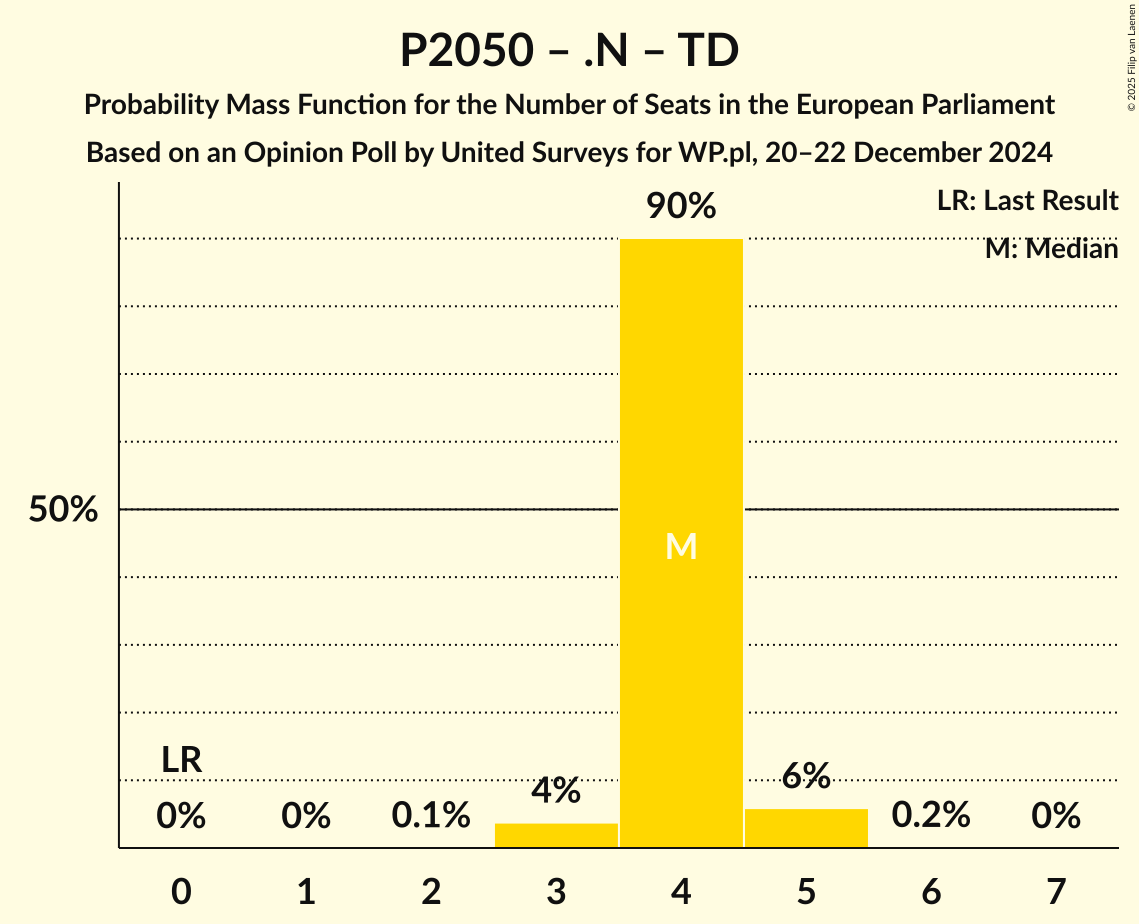 P2050 – .N – TD
Probability Mass Function for the Number of Seats in the European Parliament
Based on an Opinion Poll by United Surveys for WP.pl, 20–22 December 2024
© 2025 Filip van Laenen
LR: Last Result
M: Median
90%
50%
M
LR
0%
0%
0.1%
4%
6%
0.2%
0%
0
1
2
3
4
5
6
7